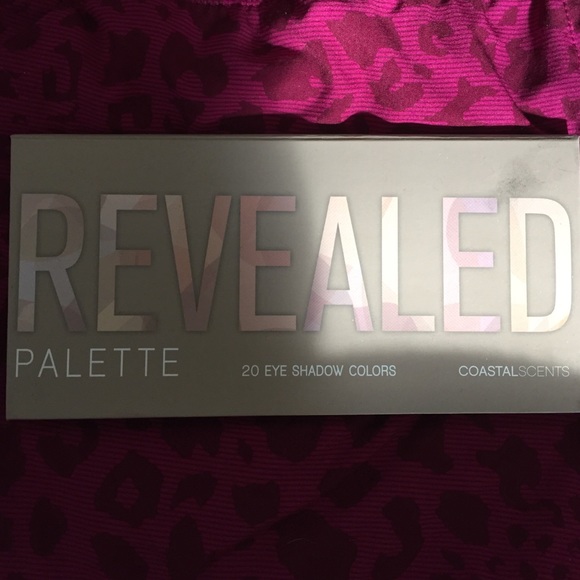 REVEALED
PALETTE
20 EYE SHADOW COLORS
COASTALSCENTS